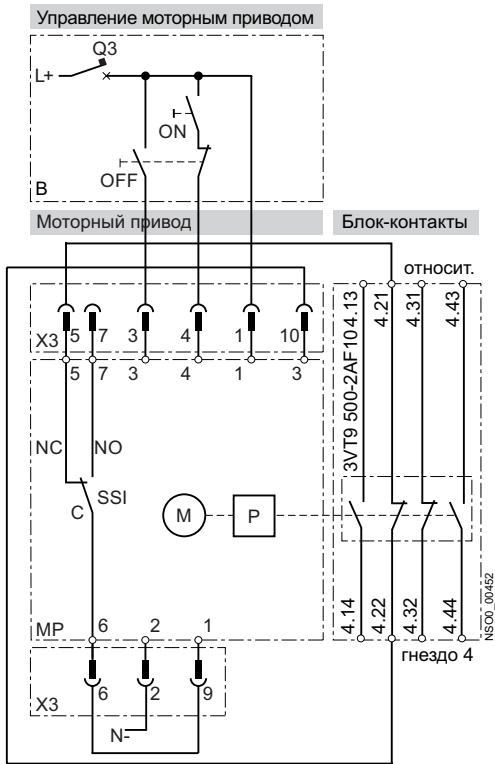 Управление моторным приводом
Q3
L+
ON
OFF
B
Моторный привод
Блок-контакты
относит.
3VT9 500-2AF10
4.13
4.21
4.31
4.43
X3
5 7 3 4 1 10
5 7 3 4 1 3
NC NO
C SSI
M P
4.14
4.22
4.32
4.44
MP 6 2 1
гнездо 4
NSO0_00452
X3 6 2 9
N-